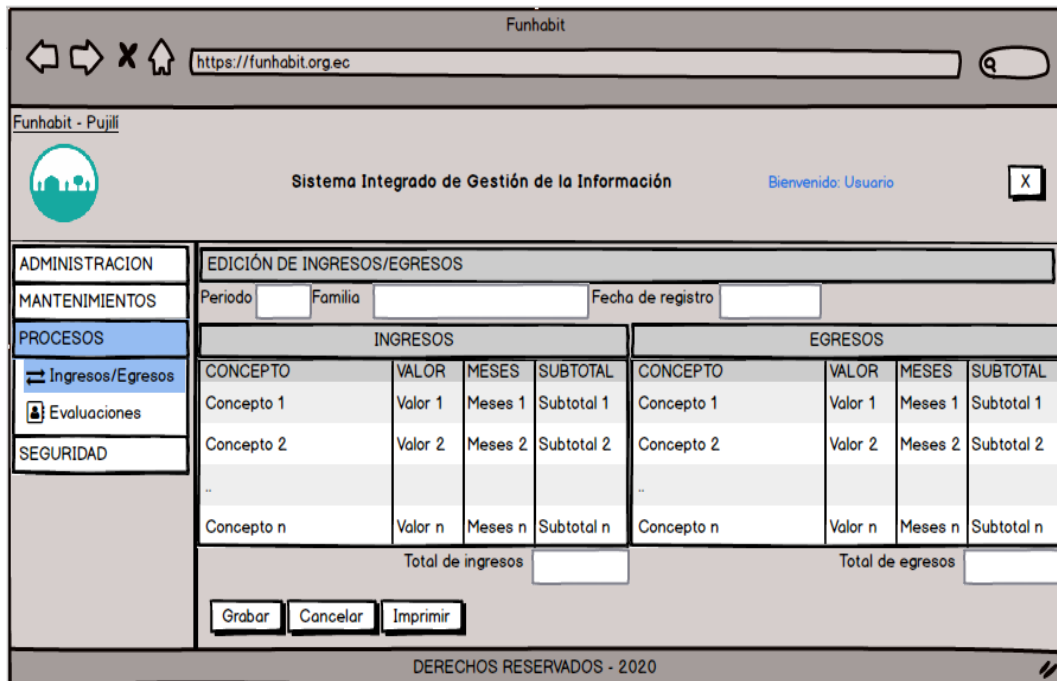 Funhabit
https://funhabit.org.ec
Funhabit - Pujilí
Sistema Integrado de Gestión de la Información
Bienvenido: Usuario
X
ADMINISTRACION
MANTENIMIENTOS
PROCESOS
Ingresos/Egresos
Evaluaciones
SEGURIDAD
EDICIÓN DE INGRESOS/EGRESOS
Periodo Familia Fecha de registro
INGRESOS EGRESOS
CONCEPTO VALOR MESES SUBTOTAL CONCEPTO VALOR MESES SUBTOTAL
Concepto 1 Valor 1 Meses 1 Subtotal 1 Concepto 1 Valor 1 Meses 1 Subtotal 1
Concepto 2 Valor 2 Meses 2 Subtotal 2 Concepto 2 Valor 2 Meses 2 Subtotal 2
.. ..
Concepto n Valor n Meses n Subtotal n Concepto n Valor n Meses n Subtotal n
Total de ingresos Total de egresos
Grabar Cancelar Imprimir
DERECHOS RESERVADOS - 2020